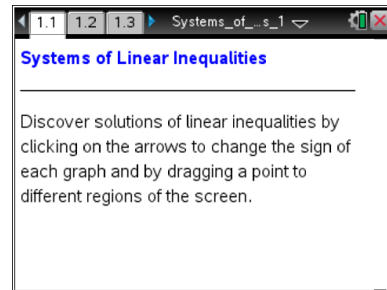 1.1 1.2 1.3 Systems_of_...s_1
Systems of Linear Inequalities
Discover solutions of linear inequalities by
clicking on the arrows to change the sign of
each graph and by dragging a point to
different regions of the screen.